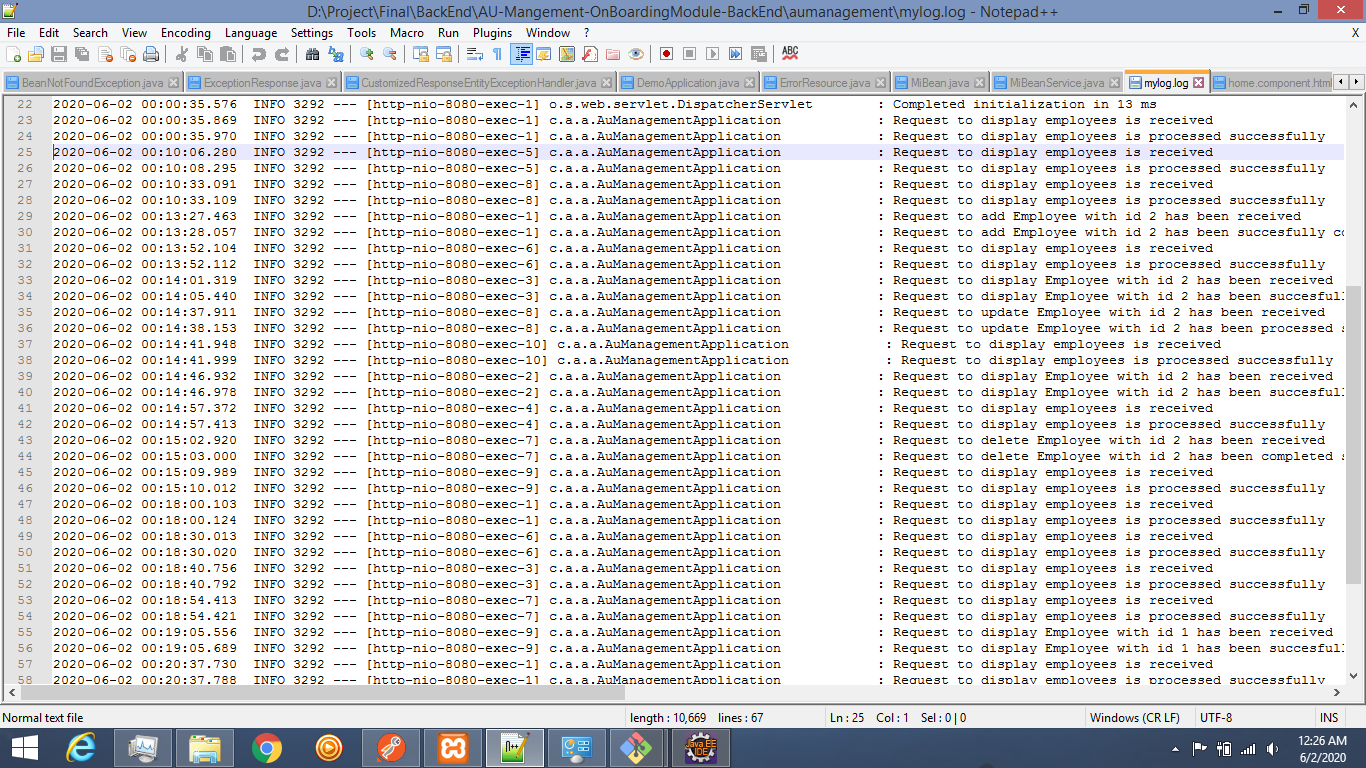 D:\Project\Final\BackEnd\AU-Mangement-OnBoardingModule-BackEnd\aumanagement\mylog.log - Notepad++
File Edit Search View Encoding Language Settings Tools Macro Run Plugins Window ? X
BeanNotFoundException.java ExceptionResponse.java CustomizedResponseEntityExceptionHandler.java DemoApplication.java ErrorResource.java MiBean.java MiBeanService.java mylog.log home.component.html
22 2020-06-02 00:00:35.576 INFO 3292 --- [http-nio-8080-exec-1] o.s.web.servlet.DispatcherServlet : Completed initialization in 13 ms
23 2020-06-02 00:00:35.869 INFO 3292 --- [http-nio-8080-exec-1] c.a.a.AuManagementApplication : Request to display employees is received
24 2020-06-02 00:00:35.970 INFO 3292 --- [http-nio-8080-exec-1] c.a.a.AuManagementApplication : Request to display employees is processed successfully
25 2020-06-02 00:10:06.280 INFO 3292 --- [http-nio-8080-exec-5] c.a.a.AuManagementApplication : Request to display employees is received
26 2020-06-02 00:10:08.295 INFO 3292 --- [http-nio-8080-exec-5] c.a.a.AuManagementApplication : Request to display employees is processed successfully
27 2020-06-02 00:10:33.091 INFO 3292 --- [http-nio-8080-exec-8] c.a.a.AuManagementApplication : Request to display employees is received
28 2020-06-02 00:10:33.109 INFO 3292 --- [http-nio-8080-exec-8] c.a.a.AuManagementApplication : Request to display employees is processed successfully
29 2020-06-02 00:13:27.463 INFO 3292 --- [http-nio-8080-exec-1] c.a.a.AuManagementApplication : Request to add Employee with id 2 has been received
30 2020-06-02 00:13:28.057 INFO 3292 --- [http-nio-8080-exec-1] c.a.a.AuManagementApplication : Request to add Employee with id 2 has been succesfully co
31 2020-06-02 00:13:52.104 INFO 3292 --- [http-nio-8080-exec-6] c.a.a.AuManagementApplication : Request to display employees is received
32 2020-06-02 00:13:52.112 INFO 3292 --- [http-nio-8080-exec-6] c.a.a.AuManagementApplication : Request to display employees is processed successfully
33 2020-06-02 00:14:01.319 INFO 3292 --- [http-nio-8080-exec-3] c.a.a.AuManagementApplication : Request to display Employee with id 2 has been received
34 2020-06-02 00:14:05.440 INFO 3292 --- [http-nio-8080-exec-3] c.a.a.AuManagementApplication : Request to display Employee with id 2 has been succesful
35 2020-06-02 00:14:37.911 INFO 3292 --- [http-nio-8080-exec-8] c.a.a.AuManagementApplication : Request to update Employee with id 2 has been received
36 2020-06-02 00:14:38.153 INFO 3292 --- [http-nio-8080-exec-8] c.a.a.AuManagementApplication : Request to update Employee with id 2 has been processed s
37 2020-06-02 00:14:41.948 INFO 3292 --- [http-nio-8080-exec-10] c.a.a.AuManagementApplication : Request to display employees is received
38 2020-06-02 00:14:41.999 INFO 3292 --- [http-nio-8080-exec-10] c.a.a.AuManagementApplication : Request to display employees is processed successfully
39 2020-06-02 00:14:46.932 INFO 3292 --- [http-nio-8080-exec-2] c.a.a.AuManagementApplication : Request to display Employee with id 2 has been received
40 2020-06-02 00:14:46.978 INFO 3292 --- [http-nio-8080-exec-2] c.a.a.AuManagementApplication : Request to display Employee with id 2 has been succesful
41 2020-06-02 00:14:57.372 INFO 3292 --- [http-nio-8080-exec-4] c.a.a.AuManagementApplication : Request to display employees is received
42 2020-06-02 00:14:57.413 INFO 3292 --- [http-nio-8080-exec-4] c.a.a.AuManagementApplication : Request to display employees is processed successfully
43 2020-06-02 00:15:02.920 INFO 3292 --- [http-nio-8080-exec-7] c.a.a.AuManagementApplication : Request to delete Employee with id 2 has been received
44 2020-06-02 00:15:03.000 INFO 3292 --- [http-nio-8080-exec-7] c.a.a.AuManagementApplication : Request to delete Employee with id 2 has been completed s
45 2020-06-02 00:15:09.989 INFO 3292 --- [http-nio-8080-exec-9] c.a.a.AuManagementApplication : Request to display employees is received
46 2020-06-02 00:15:10.012 INFO 3292 --- [http-nio-8080-exec-9] c.a.a.AuManagementApplication : Request to display employees is processed successfully
47 2020-06-02 00:18:00.103 INFO 3292 --- [http-nio-8080-exec-1] c.a.a.AuManagementApplication : Request to display employees is received
48 2020-06-02 00:18:00.124 INFO 3292 --- [http-nio-8080-exec-1] c.a.a.AuManagementApplication : Request to display employees is processed successfully
49 2020-06-02 00:18:30.013 INFO 3292 --- [http-nio-8080-exec-6] c.a.a.AuManagementApplication : Request to display employees is received
50 2020-06-02 00:18:30.020 INFO 3292 --- [http-nio-8080-exec-6] c.a.a.AuManagementApplication : Request to display employees is processed successfully
51 2020-06-02 00:18:40.756 INFO 3292 --- [http-nio-8080-exec-3] c.a.a.AuManagementApplication : Request to display employees is received
52 2020-06-02 00:18:40.792 INFO 3292 --- [http-nio-8080-exec-3] c.a.a.AuManagementApplication : Request to display employees is processed successfully
53 2020-06-02 00:18:54.413 INFO 3292 --- [http-nio-8080-exec-7] c.a.a.AuManagementApplication : Request to display employees is received
54 2020-06-02 00:18:54.421 INFO 3292 --- [http-nio-8080-exec-7] c.a.a.AuManagementApplication : Request to display employees is processed successfully
55 2020-06-02 00:19:05.556 INFO 3292 --- [http-nio-8080-exec-9] c.a.a.AuManagementApplication : Request to display Employee with id 1 has been received
56 2020-06-02 00:19:05.689 INFO 3292 --- [http-nio-8080-exec-9] c.a.a.AuManagementApplication : Request to display Employee with id 1 has been succesful
57 2020-06-02 00:20:37.730 INFO 3292 --- [http-nio-8080-exec-1] c.a.a.AuManagementApplication : Request to display employees is received
58 2020-06-02 00:20:37.788 INFO 3292 --- [http-nio-8080-exec-1] c.a.a.AuManagementApplication : Request to display employees is processed successfully
Normal text file length : 10,669 lines : 67 Ln : 25 Col : 1 Sel : 0 | 0 Windows (CR LF) UTF-8 INS
12:26 AM
6/2/2020